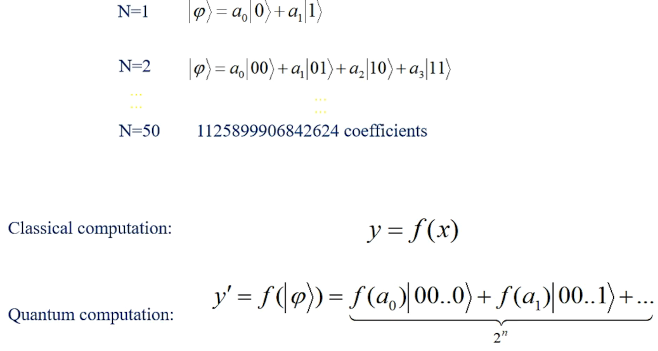 N=1 |φ⟩ = a₀|0⟩ + a₁|1⟩
N=2 |φ⟩ = a₀|00⟩ + a₁|01⟩ + a₂|10⟩ + a₃|11⟩
... ...
... ...
N=50 1125899906842624 coefficients
Classical computation: y = f(x)
Quantum computation: y′ = f(|φ⟩) = f(a₀)|00..0⟩ + f(a₁)|00..1⟩ + ...
2ⁿ